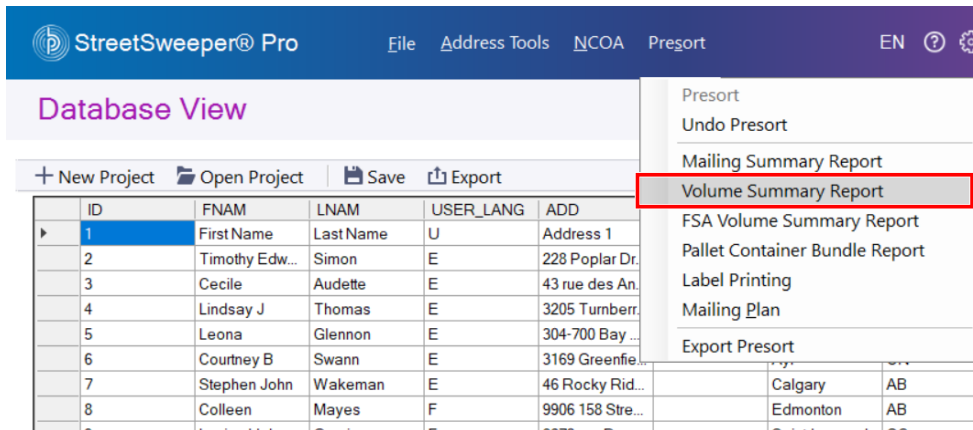 StreetSweeper® Pro File Address Tools NCOA Presort EN
Database View
Presort
Undo Presort
Mailing Summary Report
Volume Summary Report
FSA Volume Summary Report
Pallet Container Bundle Report
Label Printing
Mailing Plan
Export Presort
New Project Open Project Save Export
ID FNAM LNAM USER_LANG ADD
1 First Name Last Name U Address 1
2 Timothy Edw... Simon E 228 Poplar Dr.
3 Cecile Audette E 43 rue des An.
4 Lindsay J Thomas E 3205 Turnberr.
5 Leona Glennon E 304-700 Bay ...
6 Courtney B Swann E 3169 Greenfie...
7 Stephen John Wakeman E 46 Rocky Rid... Calgary AB
8 Colleen Mayes F 9906 158 Stre... Edmonton AB